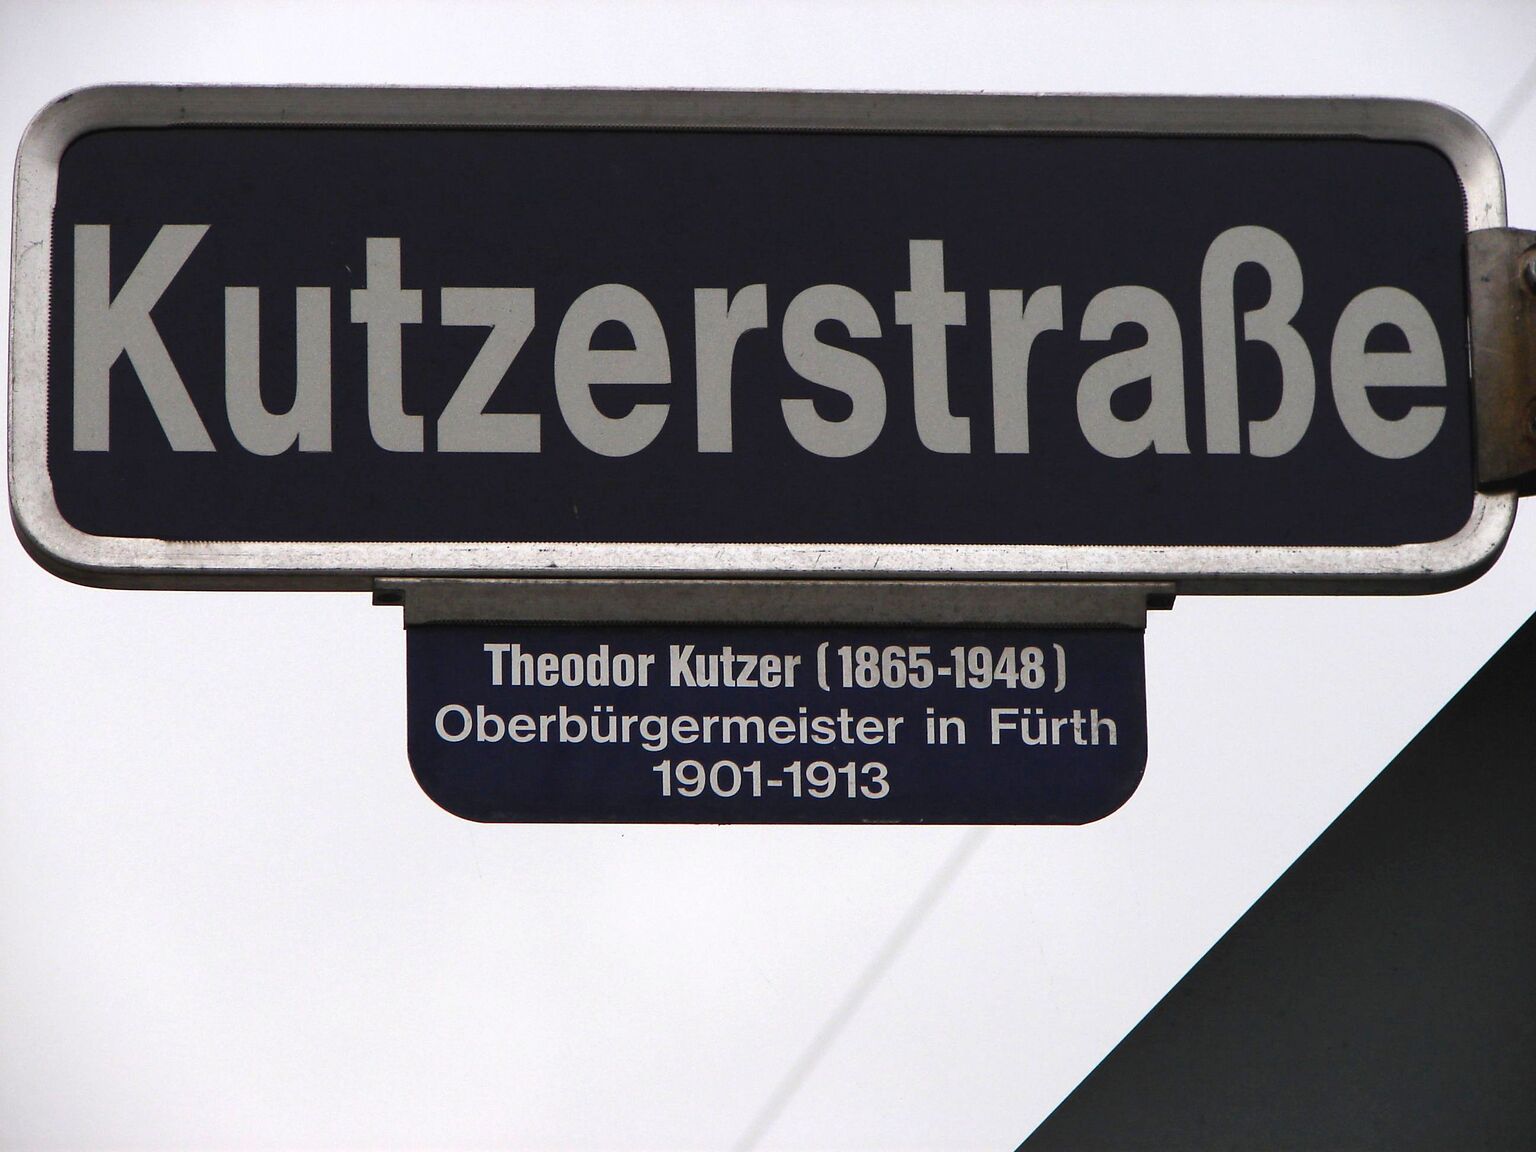 Kutzerstraße
Theodor Kutzer (1865-1948)
Oberbürgermeister in Fürth
1901-1913